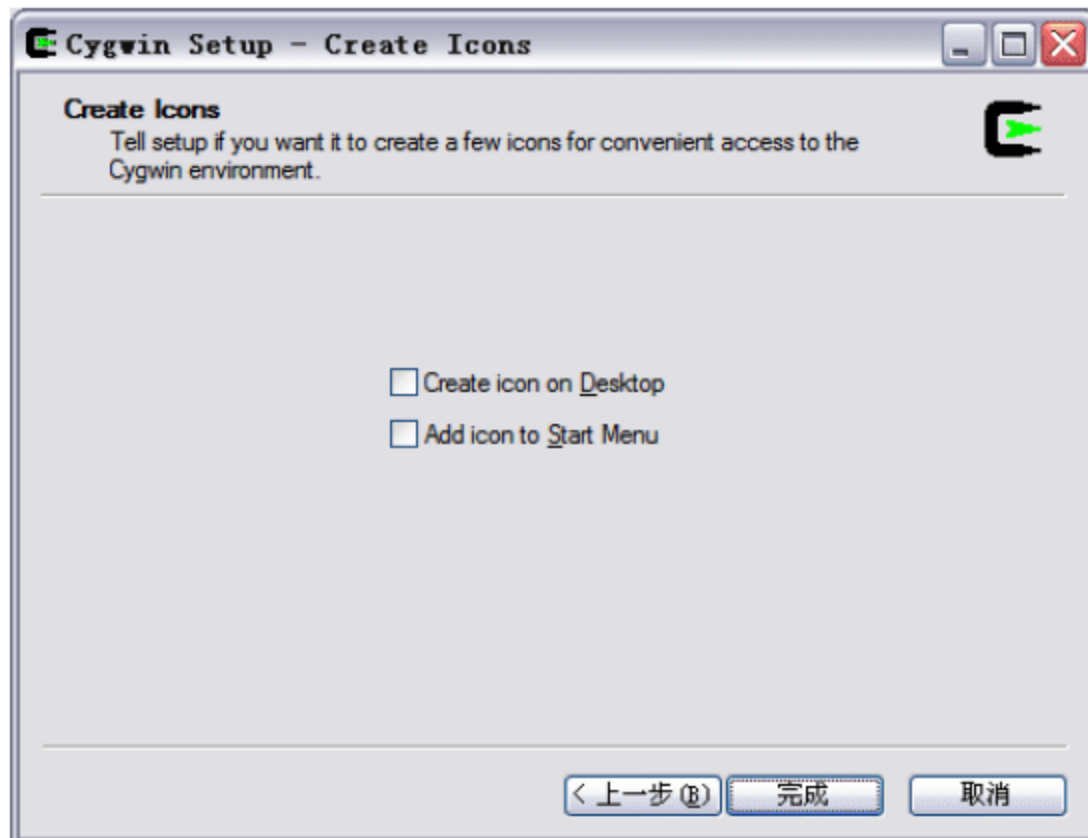 Cygwin Setup - Create Icons
Create Icons
Tell setup if you want it to create a few icons for convenient access to the
Cygwin environment.
Create icon on Desktop
Add icon to Start Menu
< 上一步(B) 完成 取消